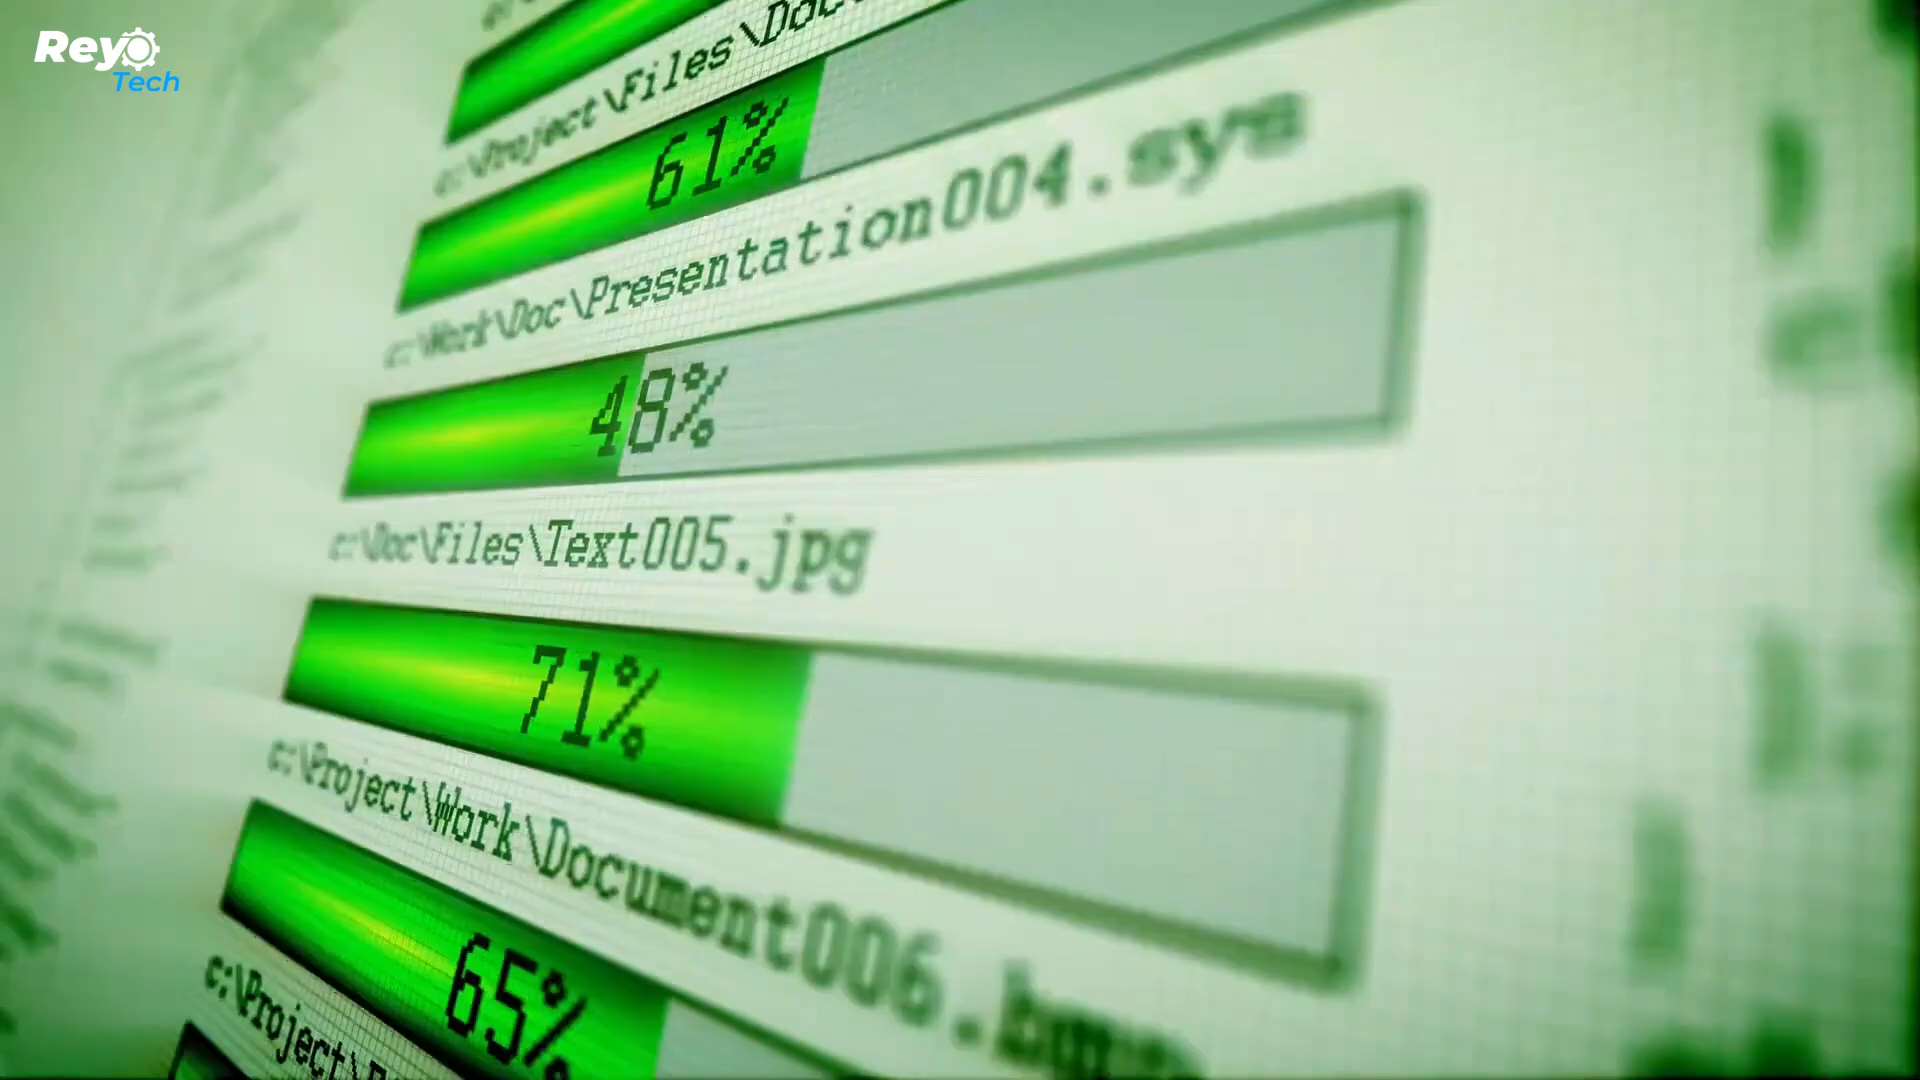 Reyo
Tech
c:\Project\Files\Doc
61%
c:\Work\Doc\Presentation004.sys
48%
c:\Doc\Files\Text005.jpg
71%
c:\Project\Work\Document006.
65%
c:\Project\